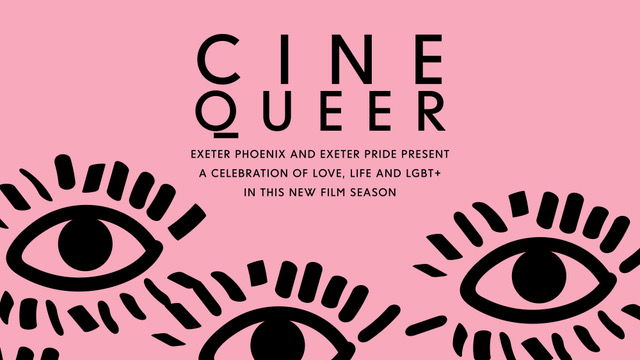 CINE
QUEER
EXETER PHOENIX AND EXETER PRIDE PRESENT
A CELEBRATION OF LOVE, LIFE AND LGBT+
IN THIS NEW FILM SEASON